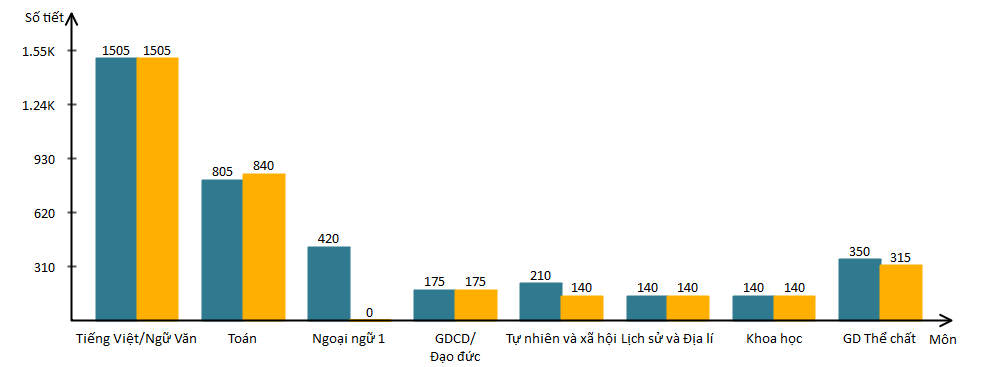 Số tiết
1.55K
1.24K
930
620
310
1505 1505
805 840
420 0
175 175
210 140
140 140
140 140
350 315
Tiếng Việt/Ngữ Văn
Toán
Ngoại ngữ 1
GDCD/
Đạo đức
Tự nhiên và xã hội
Lịch sử và Địa lí
Khoa học
GD Thể chất
Môn